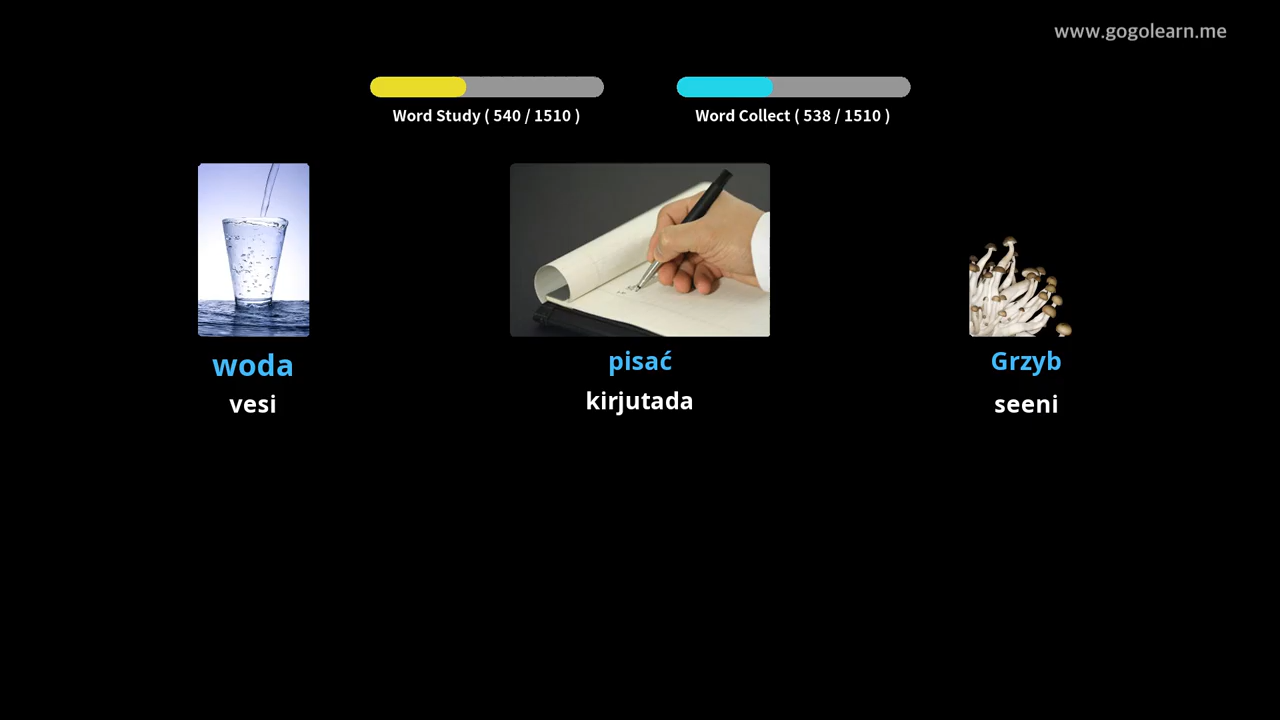 www.gogolearn.me
Word Study ( 540 / 1510 )
Word Collect ( 538 / 1510 )
woda
vesi
pisać
kirjutada
Grzyb
seeni